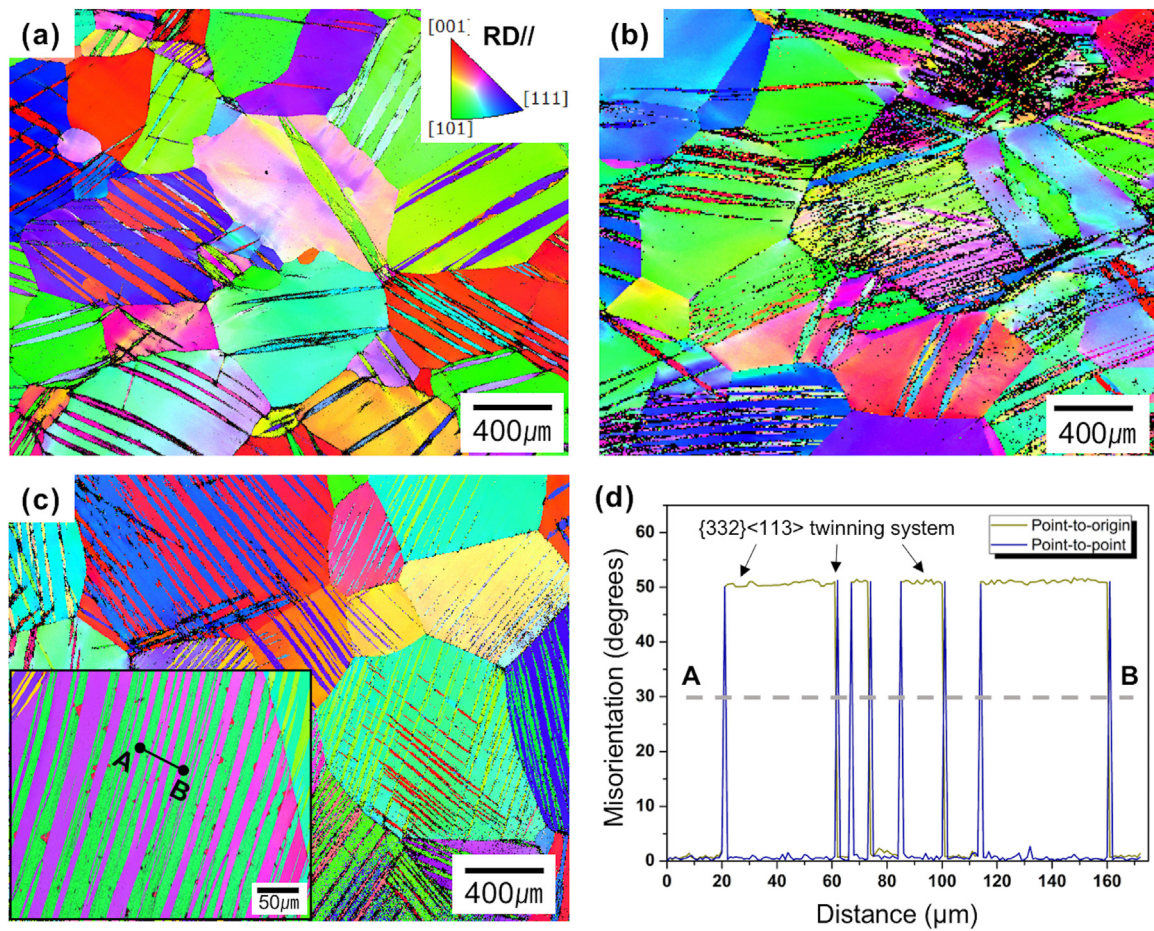 (a)
[001]
RD//
[111]
[101]
400μm
(b)
400μm
(c)
A
B
50μm
400μm
(d)
{332}<113> twinning system
Point-to-origin
Point-to-point
60
50
40
30
20
10
0
A
B
0 20 40 60 80 100 120 140 160
Misorientation (degrees)
Distance (μm)